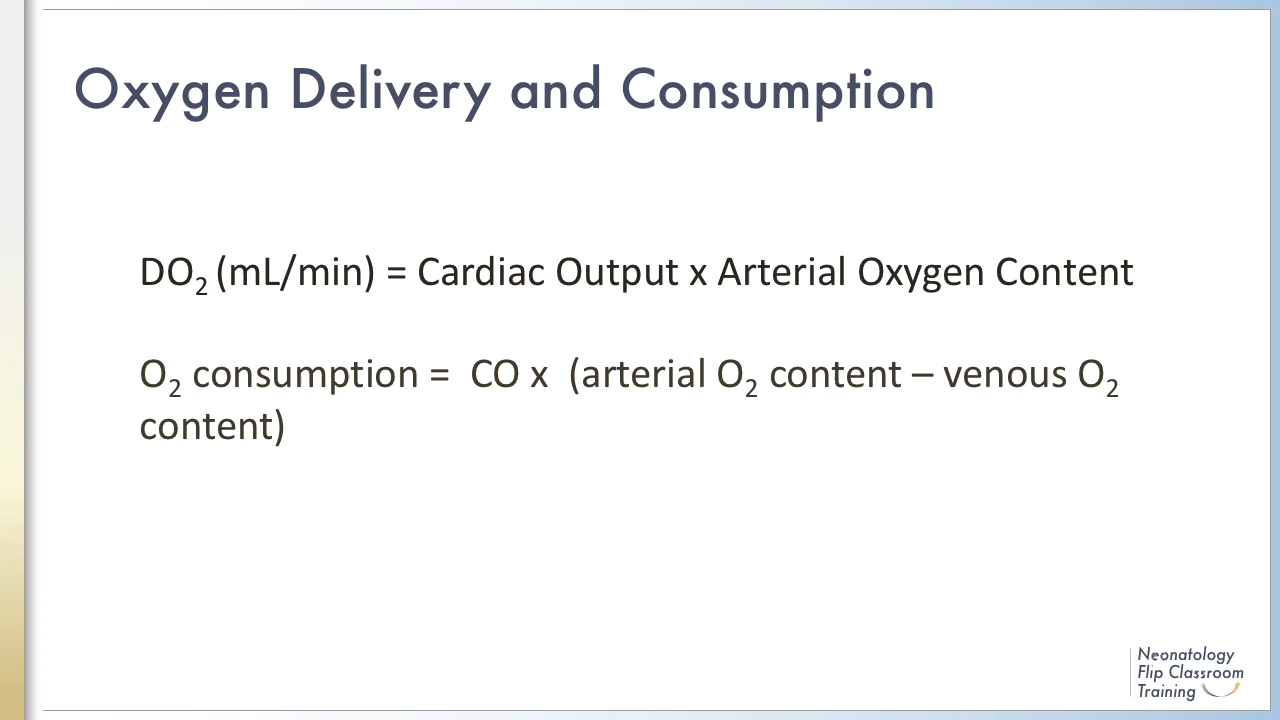 Oxygen Delivery and Consumption
DO₂ (mL/min) = Cardiac Output x Arterial Oxygen Content
O₂ consumption =  CO x  (arterial O₂ content – venous O₂
content)
Neonatology
Flip Classroom
Training